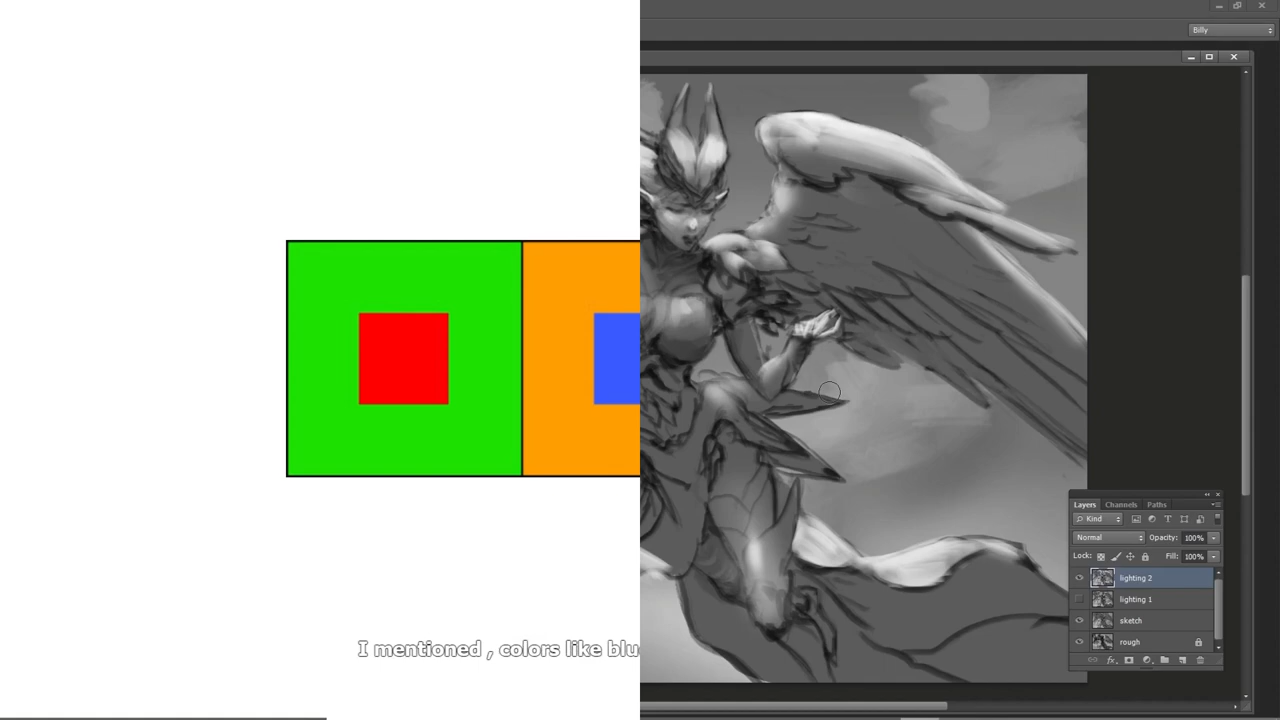 Billy
I mentioned , colors like blu
Layers Channels Paths
Kind
Normal Opacity: 100%
Lock: Fill: 100%
lighting 2
lighting 1
sketch
rough
fx